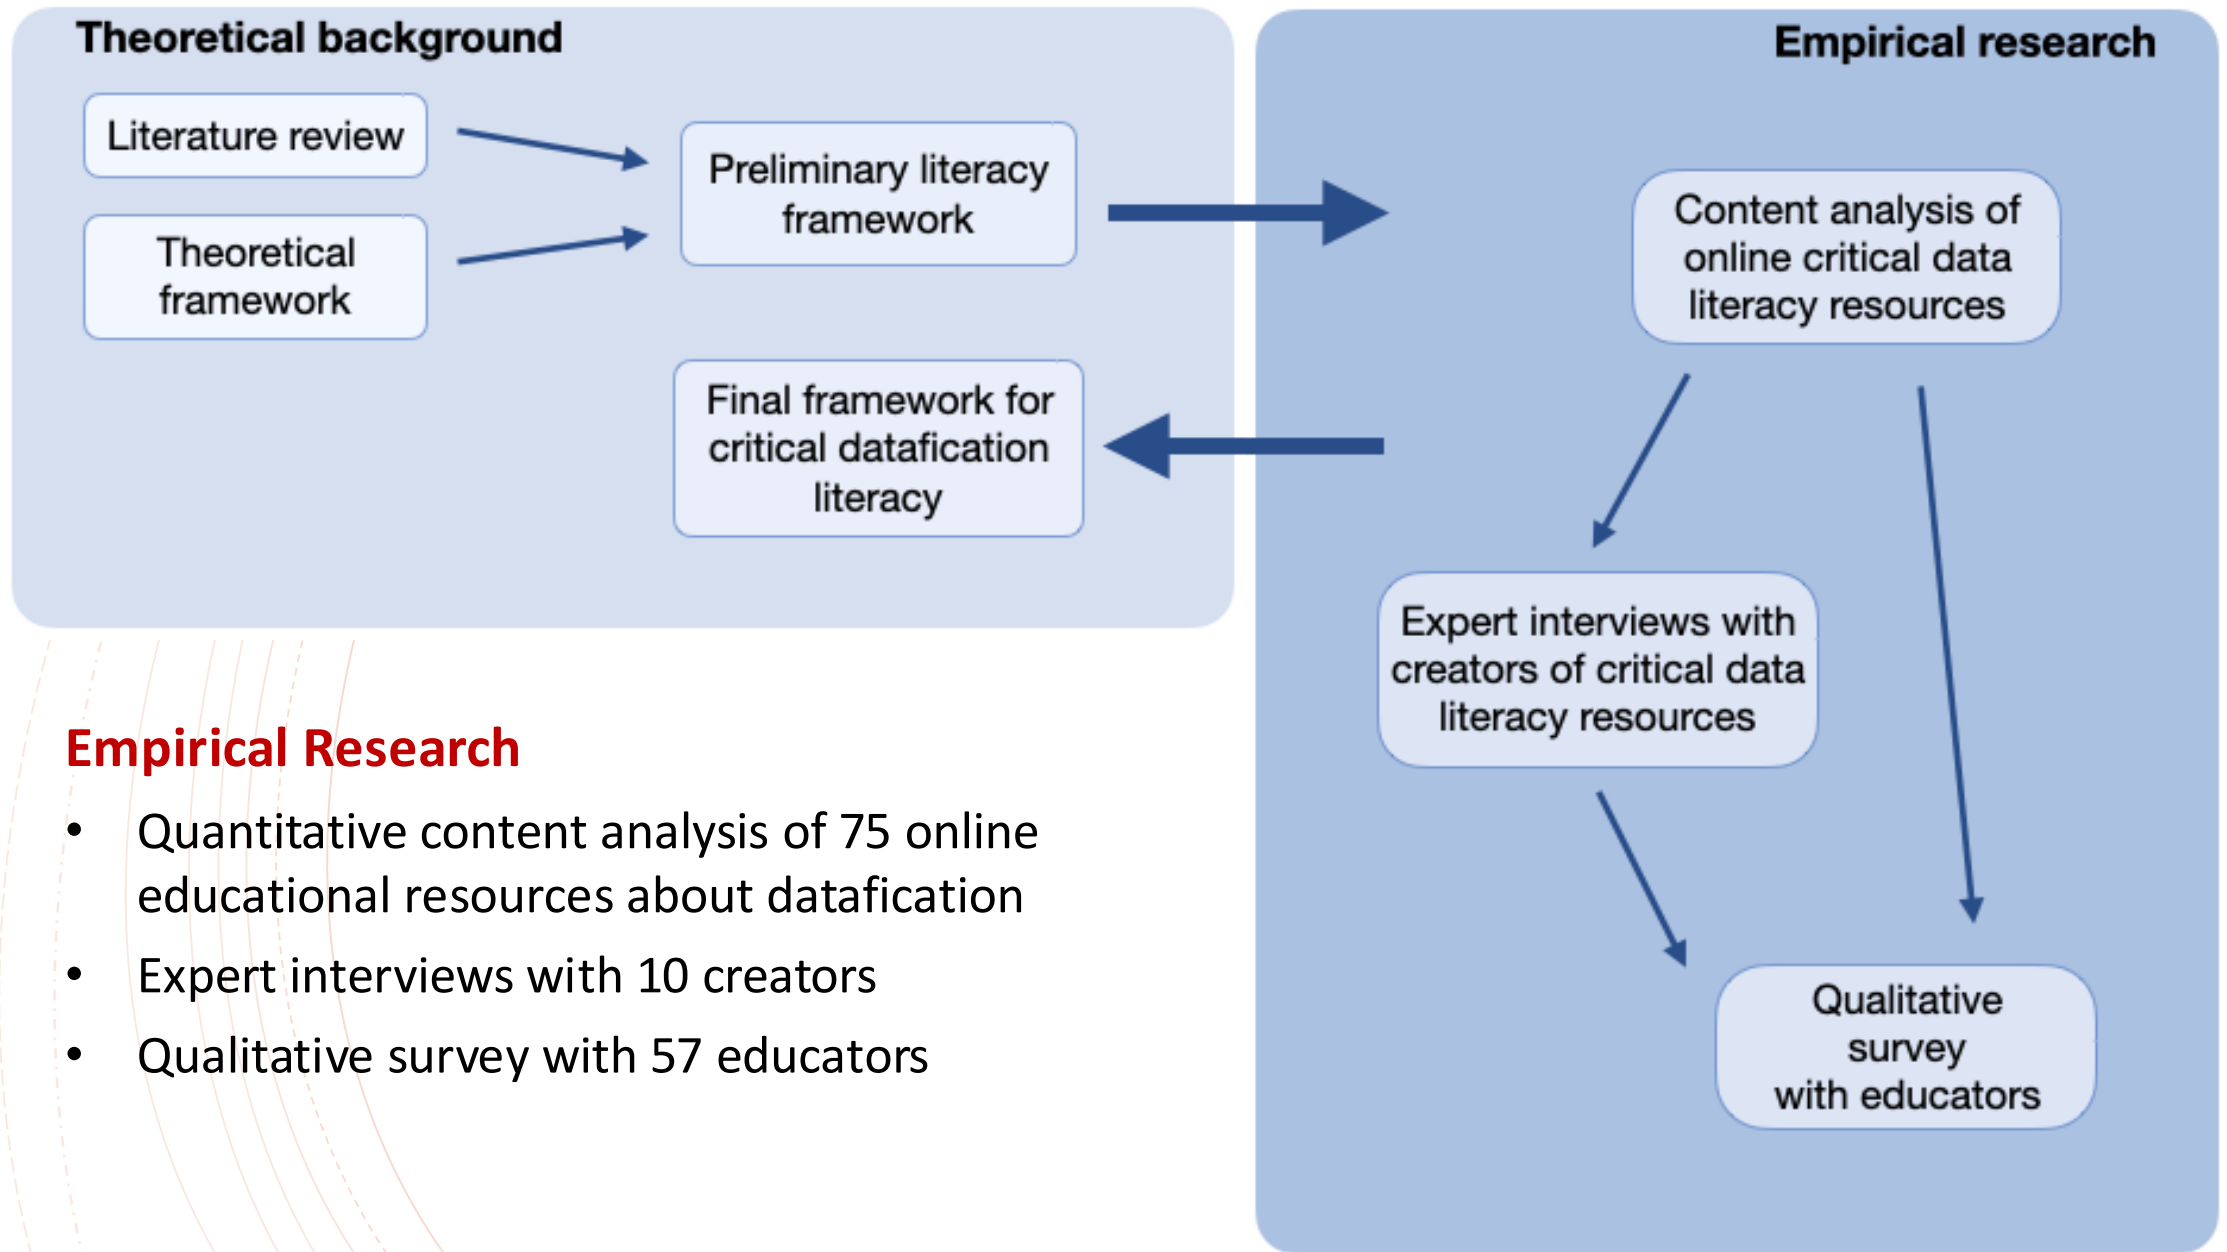 Theoretical background
Literature review
Theoretical
framework
Preliminary literacy
framework
Final framework for
critical datafication
literacy
Empirical research
Content analysis of
online critical data
literacy resources
Expert interviews with
creators of critical data
literacy resources
Qualitative
survey
with educators
Empirical Research
• Quantitative content analysis of 75 online
educational resources about datafication
• Expert interviews with 10 creators
• Qualitative survey with 57 educators